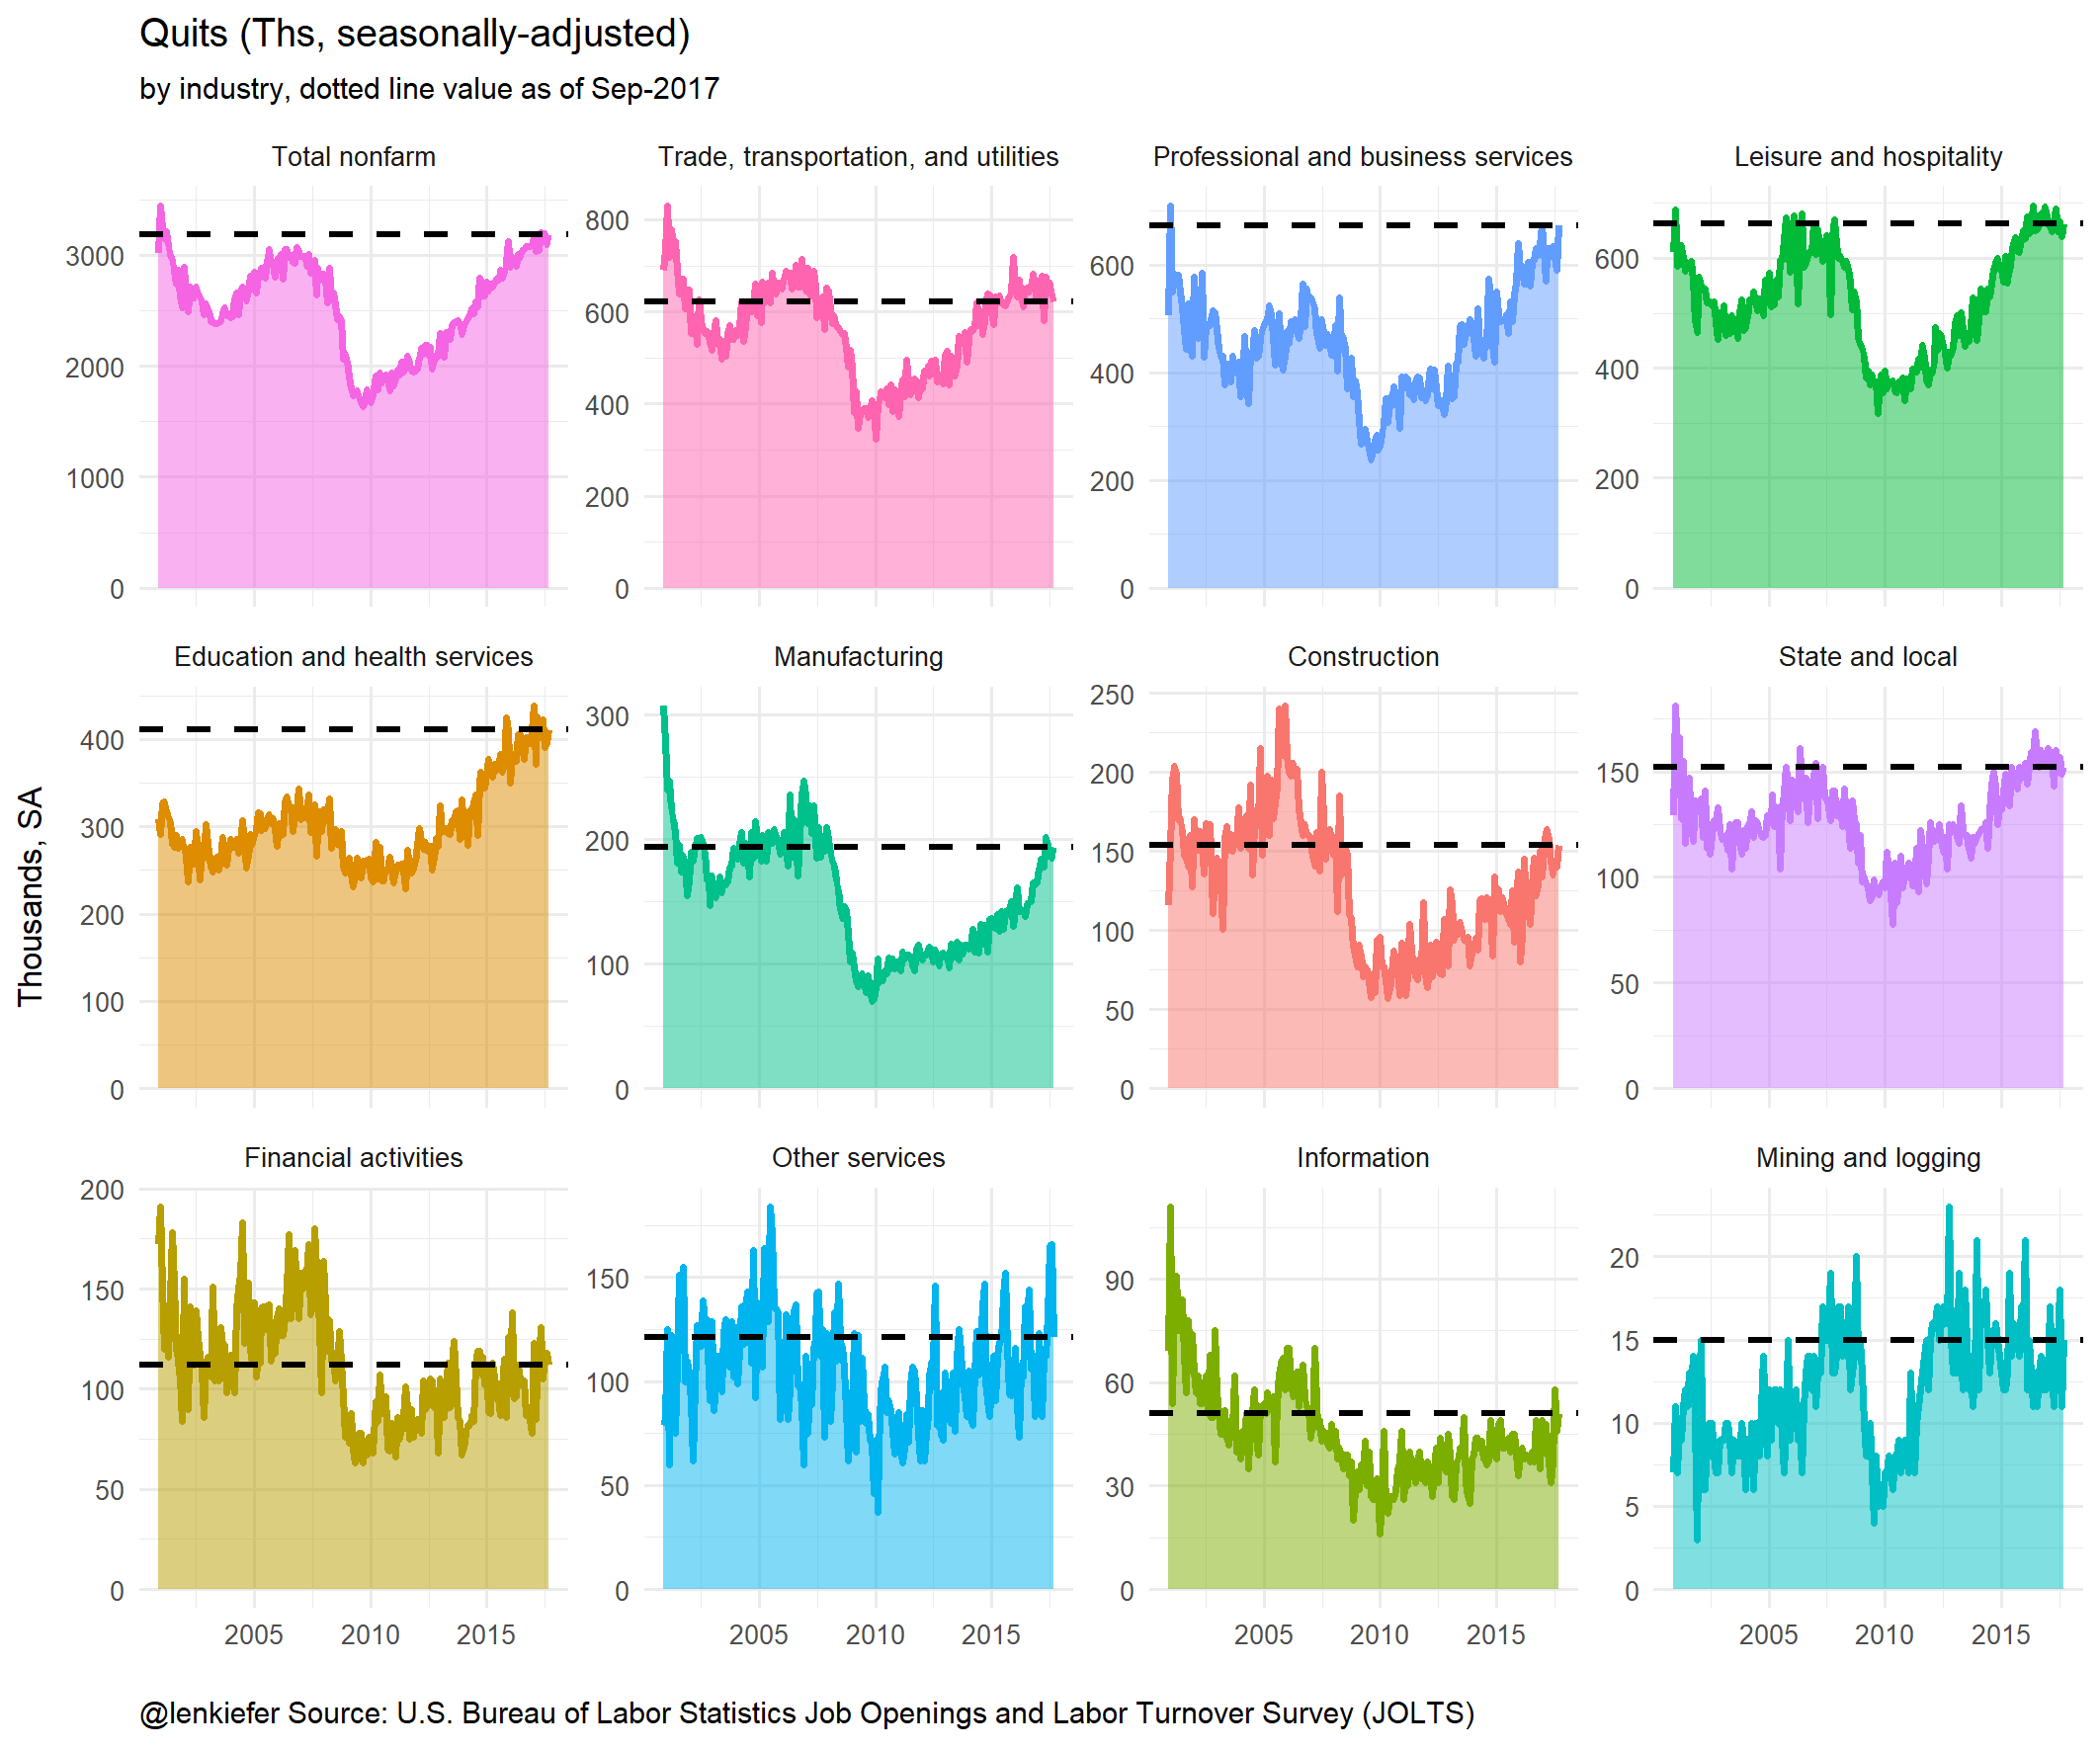 Quits (Ths, seasonally-adjusted)
by industry, dotted line value as of Sep-2017
Thousands, SA
Total nonfarm
3000
2000
1000
0
Trade, transportation, and utilities
800
600
400
200
0
Professional and business services
600
400
200
0
Leisure and hospitality
600
400
200
0
Education and health services
400
300
200
100
0
Manufacturing
300
200
100
0
Construction
250
200
150
100
50
0
State and local
150
100
50
0
Financial activities
200
150
100
50
0
2005 2010 2015
Other services
150
100
50
0
2005 2010 2015
Information
90
60
30
0
2005 2010 2015
Mining and logging
20
15
10
5
0
2005 2010 2015
@lenkiefer Source: U.S. Bureau of Labor Statistics Job Openings and Labor Turnover Survey (JOLTS)